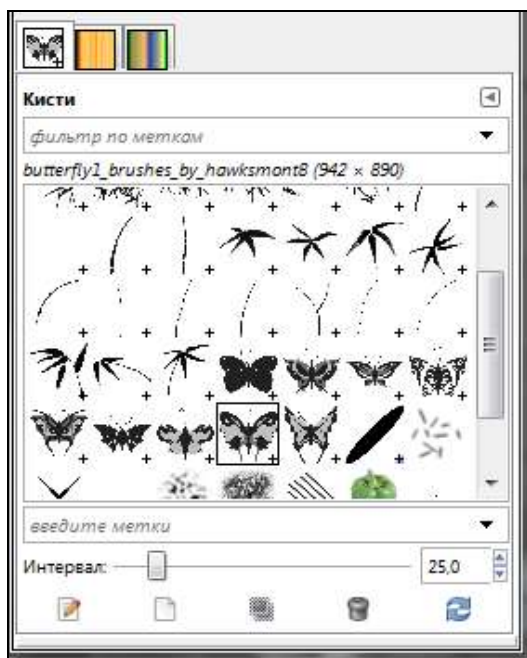 Кисти
фильтр по меткам
butterfly1_brushes_by_hawksmont8 (942 × 890)
введите метки
Интервал: 25,0